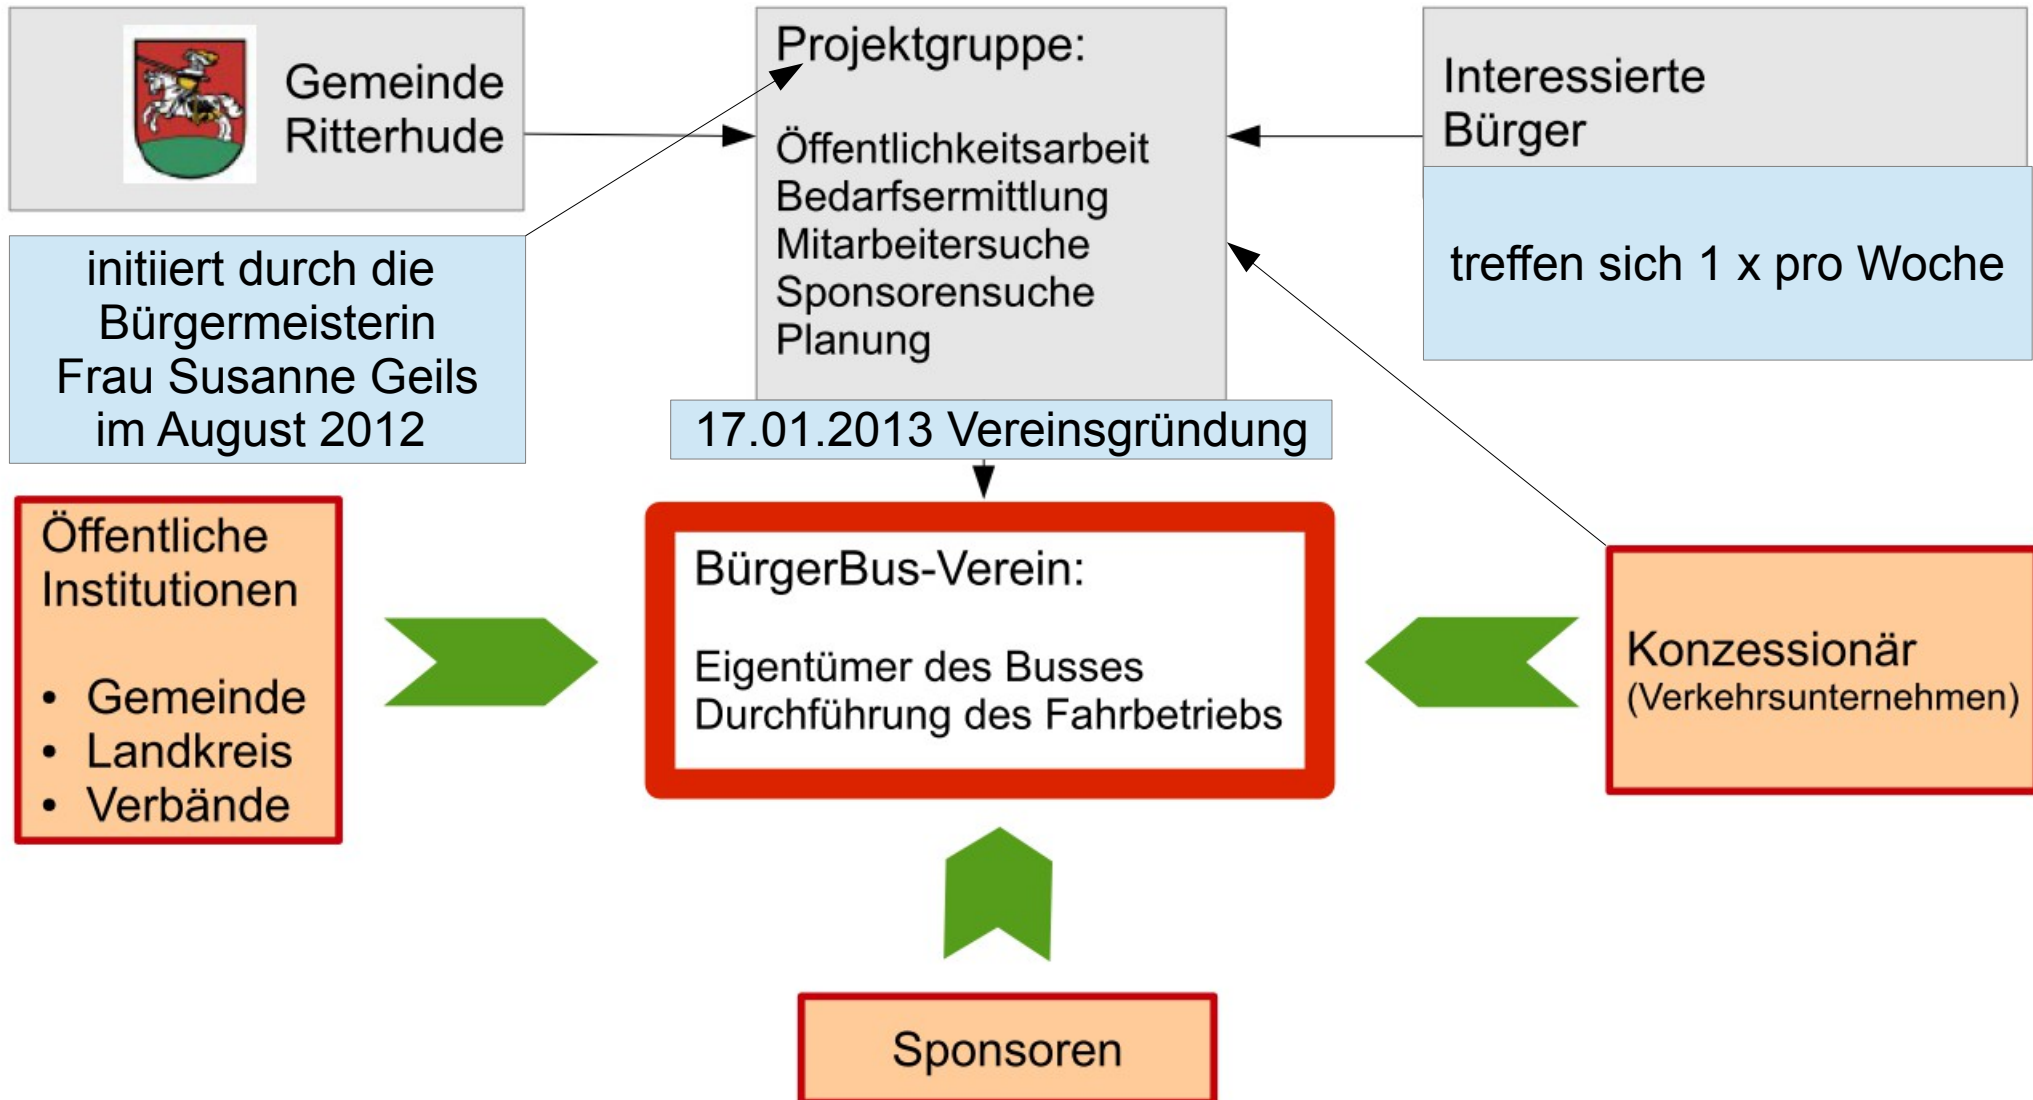 Gemeinde
Ritterhude
initiiert durch die
Bürgermeisterin
Frau Susanne Geils
im August 2012
Projektgruppe:
Öffentlichkeitsarbeit
Bedarfsermittlung
Mitarbeitersuche
Sponsorensuche
Planung
17.01.2013 Vereinsgründung
Interessierte
Bürger
treffen sich 1 x pro Woche
Öffentliche
Institutionen
• Gemeinde
• Landkreis
• Verbände
BürgerBus-Verein:
Eigentümer des Busses
Durchführung des Fahrbetriebs
Konzessionär
(Verkehrsunternehmen)
Sponsoren